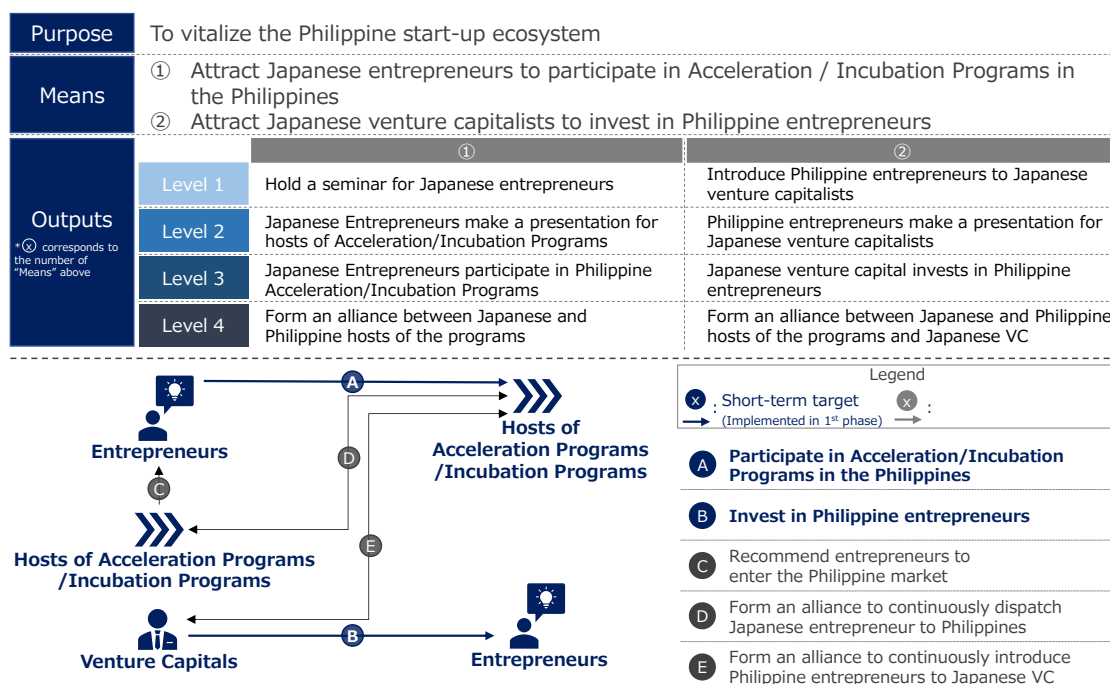 Purpose
To vitalize the Philippine start-up ecosystem
Means
① Attract Japanese entrepreneurs to participate in Acceleration / Incubation Programs in
the Philippines
② Attract Japanese venture capitalists to invest in Philippine entrepreneurs
Outputs
*ⓧ corresponds to
the number of
"Means" above
①
②
Level 1
Hold a seminar for Japanese entrepreneurs
Introduce Philippine entrepreneurs to Japanese
venture capitalists
Level 2
Japanese Entrepreneurs make a presentation for
hosts of Acceleration/Incubation Programs
Philippine entrepreneurs make a presentation for
Japanese venture capitalists
Level 3
Japanese Entrepreneurs participate in Philippine
Acceleration/Incubation Programs
Japanese venture capital invests in Philippine
entrepreneurs
Level 4
Form an alliance between Japanese and
Philippine hosts of the programs
Form an alliance between Japanese and Philippine
hosts of the programs and Japanese VC
A
Entrepreneurs
Hosts of
Acceleration Programs
/Incubation Programs
D
C
E
Hosts of Acceleration Programs
/Incubation Programs
B
Venture Capitals
Entrepreneurs
Legend
x : Short-term target
(Implemented in 1st phase)
x :
A Participate in Acceleration/Incubation
Programs in the Philippines
B Invest in Philippine entrepreneurs
C Recommend entrepreneurs to
enter the Philippine market
D Form an alliance to continuously dispatch
Japanese entrepreneur to Philippines
E Form an alliance to continuously introduce
Philippine entrepreneurs to Japanese VC